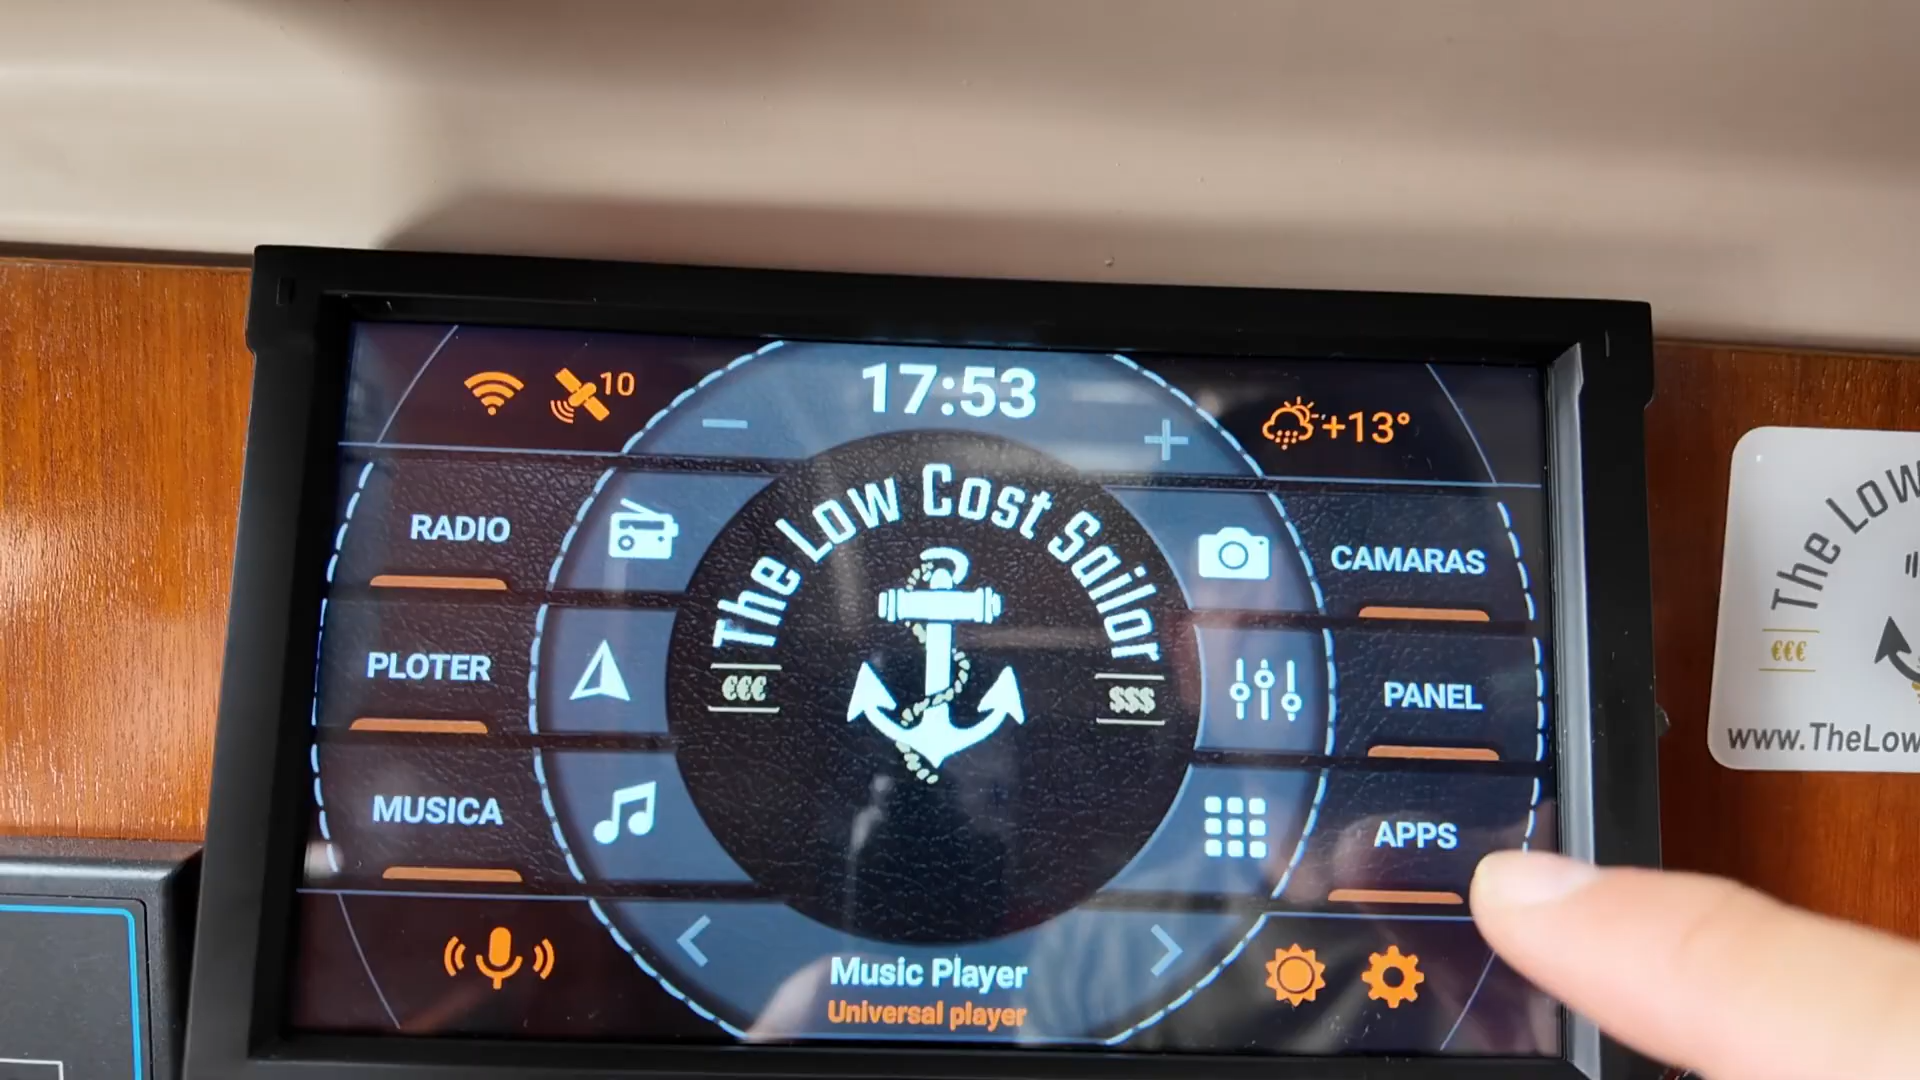 10
17:53
+13°
RADIO
CAMARAS
The Low Cost Sailor
PLOTER
€€€
$$$
PANEL
MUSICA
APPS
Music Player
Universal player
The Low
€€€
www.TheLow